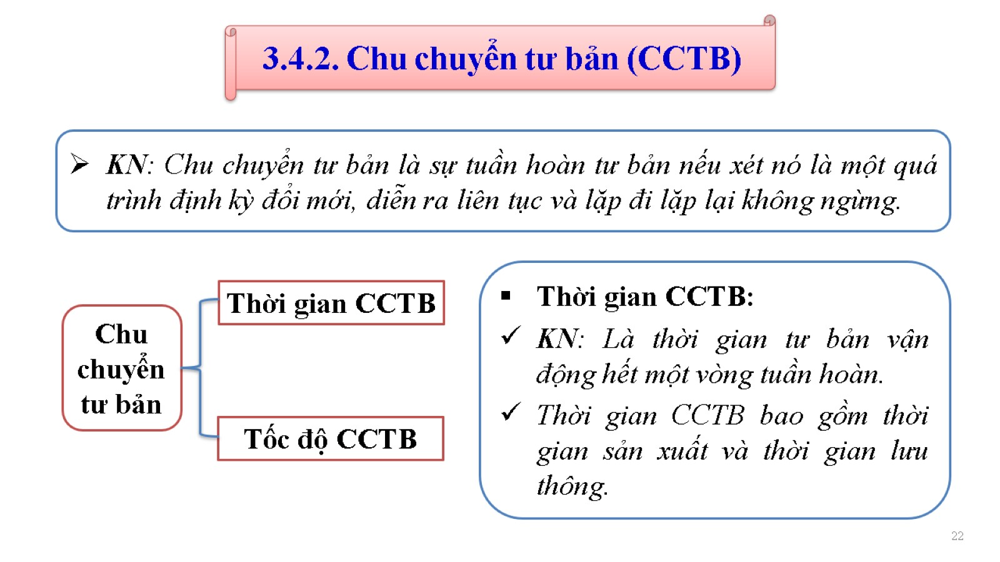 3.4.2. Chu chuyển tư bản (CCTB)
KN: Chu chuyển tư bản là sự tuần hoàn tư bản nếu xét nó là một quá
trình định kỳ đổi mới, diễn ra liên tục và lặp đi lặp lại không ngừng.
Chu
chuyển
tư bản
Thời gian CCTB
Tốc độ CCTB
Thời gian CCTB:
KN: Là thời gian tư bản vận
động hết một vòng tuần hoàn.
Thời gian CCTB bao gồm thời
gian sản xuất và thời gian lưu
thông.
22